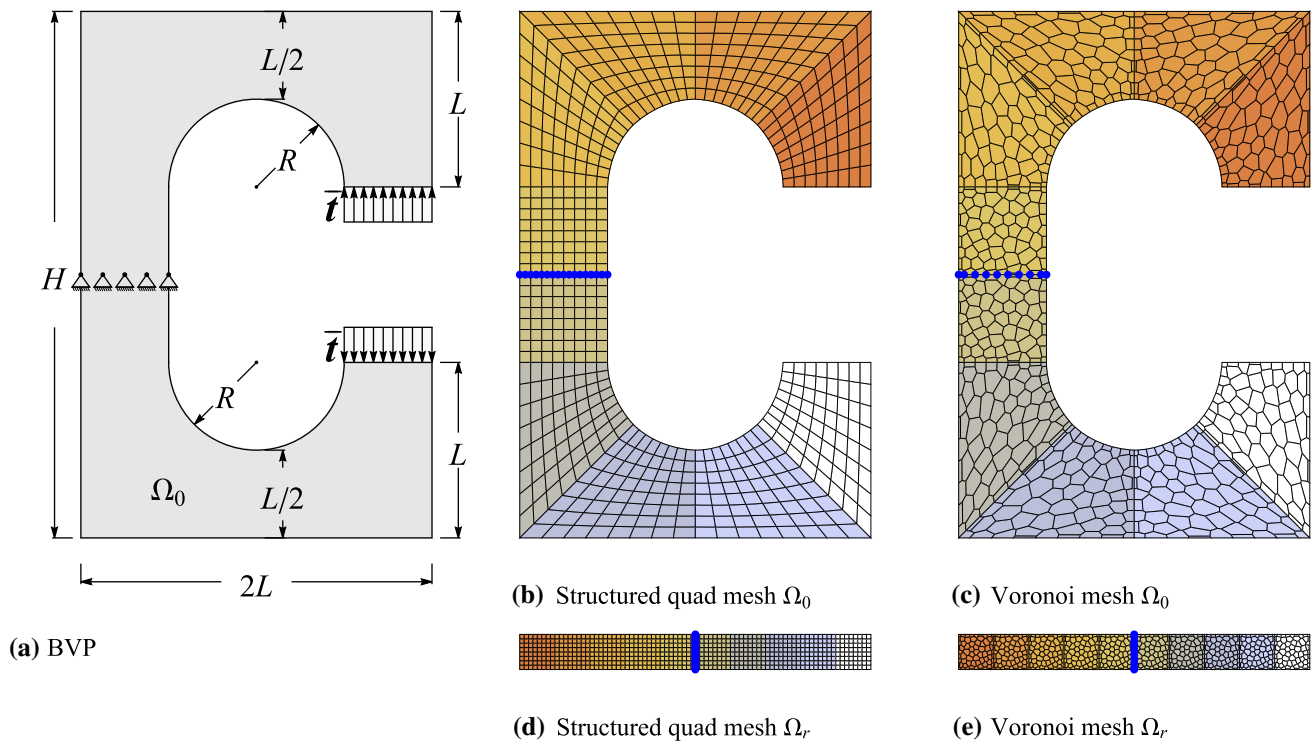 L/2
L
R
t̄
H
t̄
R
L
Ω₀
L/2
2L
(a) BVP
(b) Structured quad mesh Ω₀
(c) Voronoi mesh Ω₀
(d) Structured quad mesh Ωᵣ
(e) Voronoi mesh Ωᵣ